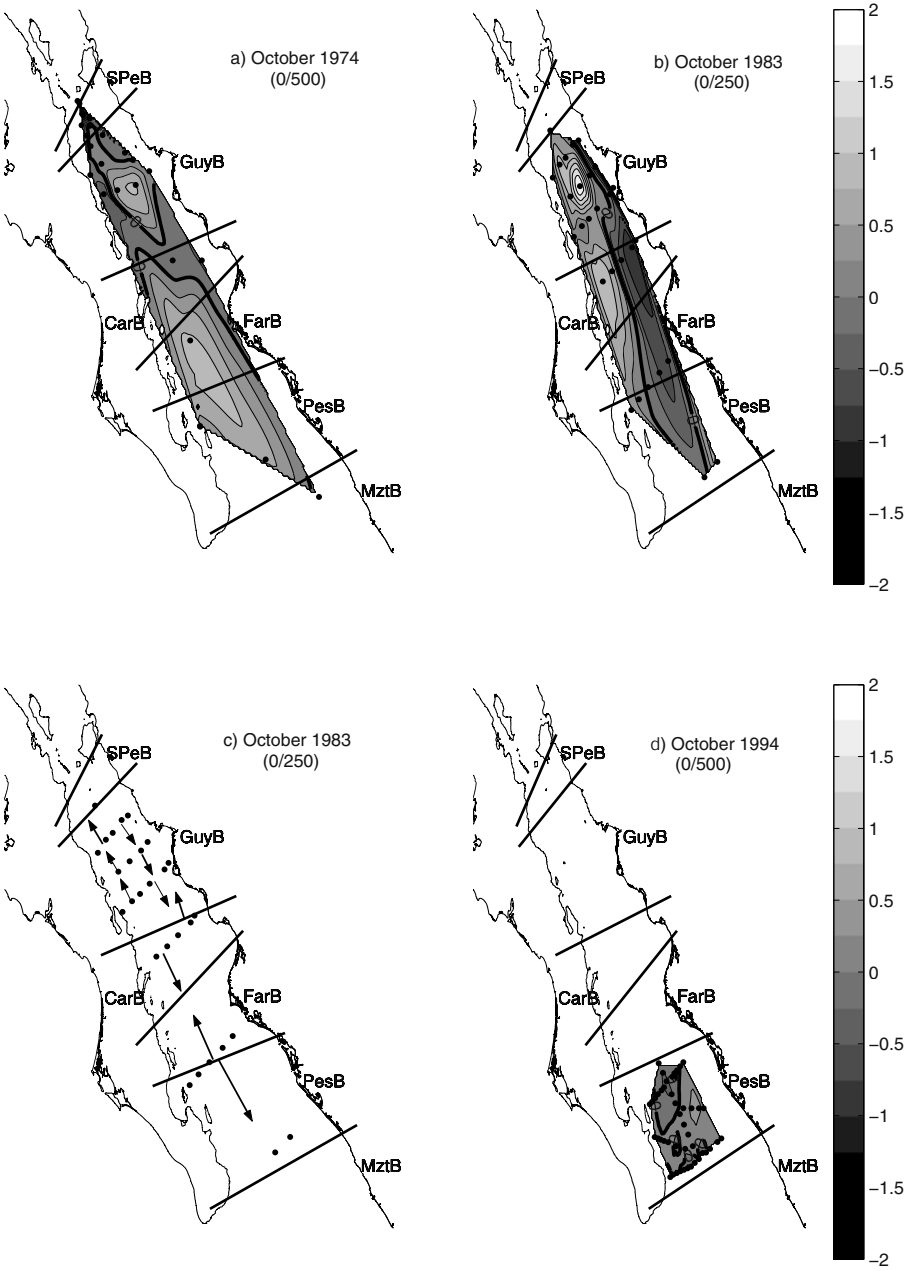 a) October 1974
(0/500)
SPeB
GuyB
CarB
FarB
PesB
MztB
b) October 1983
(0/250)
SPeB
GuyB
CarB
FarB
PesB
MztB
2
1.5
1
0.5
0
−0.5
−1
−1.5
−2
c) October 1983
(0/250)
SPeB
GuyB
CarB
FarB
PesB
MztB
d) October 1994
(0/500)
SPeB
GuyB
CarB
FarB
PesB
MztB
2
1.5
1
0.5
0
−0.5
−1
−1.5
−2